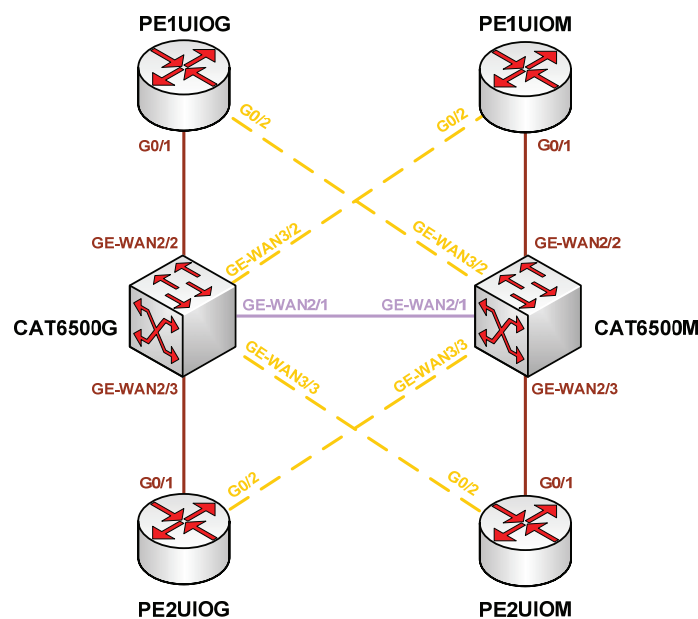 PE1UIOG
PE1UIOM
G0/2
G0/2
G0/1
G0/1
GE-WAN2/2
GE-WAN3/2
GE-WAN3/2
GE-WAN2/2
GE-WAN2/1
GE-WAN2/1
CAT6500G
CAT6500M
GE-WAN3/3
GE-WAN3/3
GE-WAN2/3
GE-WAN2/3
G0/1
G0/2
G0/2
G0/1
PE2UIOG
PE2UIOM